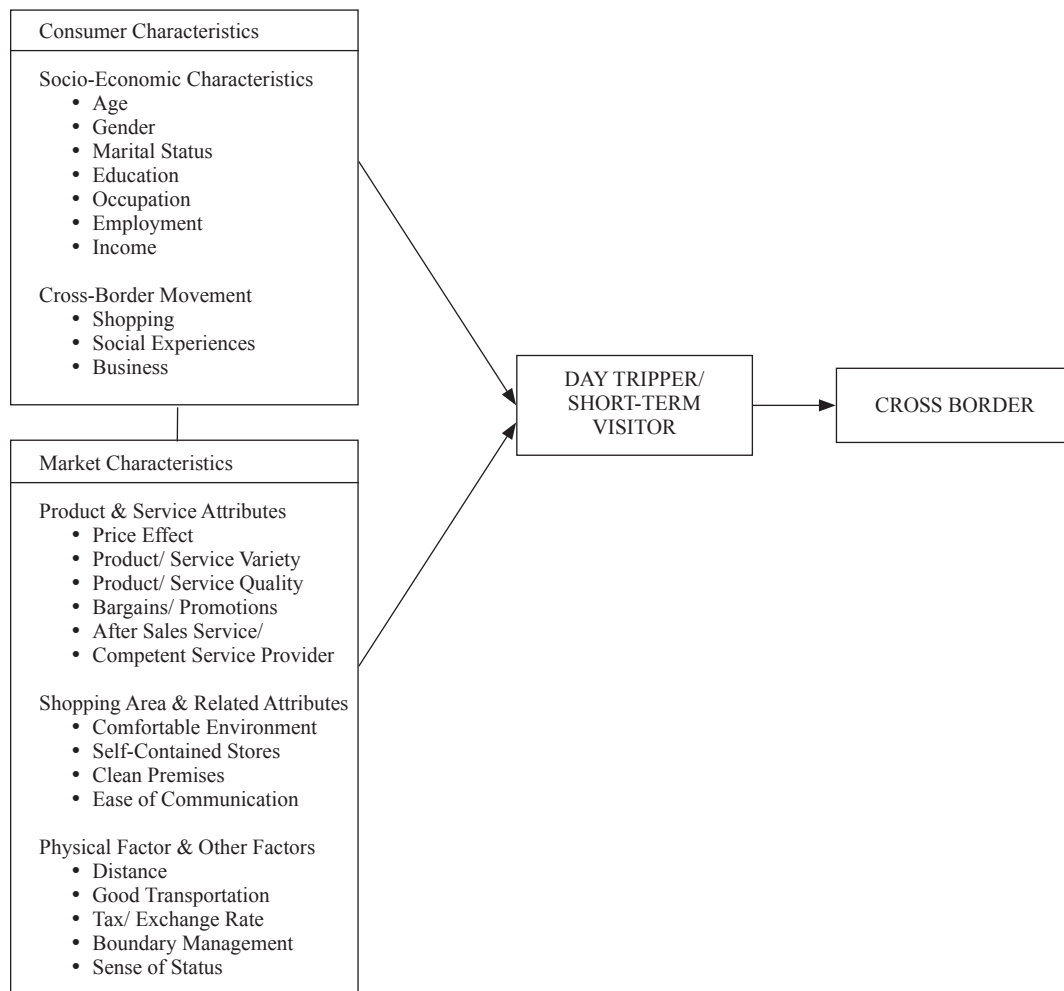 Consumer Characteristics
Socio-Economic Characteristics
• Age
• Gender
• Marital Status
• Education
• Occupation
• Employment
• Income
Cross-Border Movement
• Shopping
• Social Experiences
• Business
Market Characteristics
Product & Service Attributes
• Price Effect
• Product/ Service Variety
• Product/ Service Quality
• Bargains/ Promotions
• After Sales Service/
• Competent Service Provider
Shopping Area & Related Attributes
• Comfortable Environment
• Self-Contained Stores
• Clean Premises
• Ease of Communication
Physical Factor & Other Factors
• Distance
• Good Transportation
• Tax/ Exchange Rate
• Boundary Management
• Sense of Status
DAY TRIPPER/
SHORT-TERM
VISITOR
CROSS BORDER